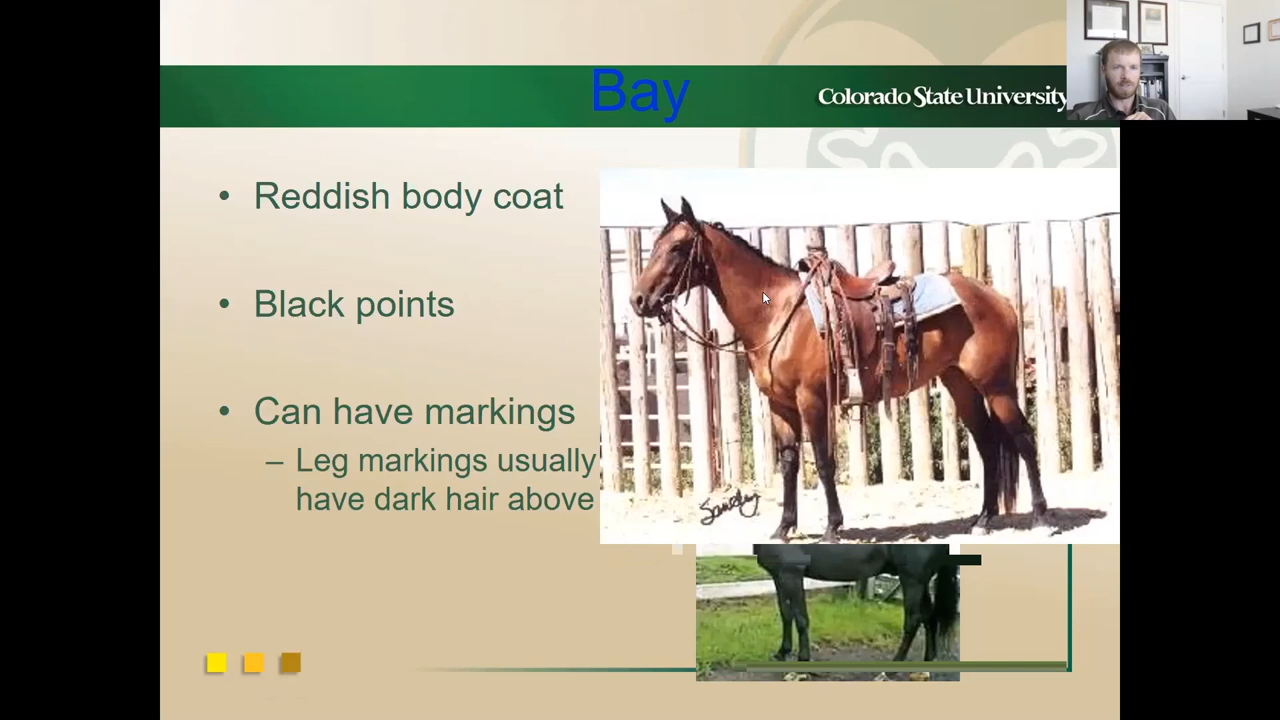 Bay
Colorado State University
• Reddish body coat
• Black points
• Can have markings
– Leg markings usually
have dark hair above